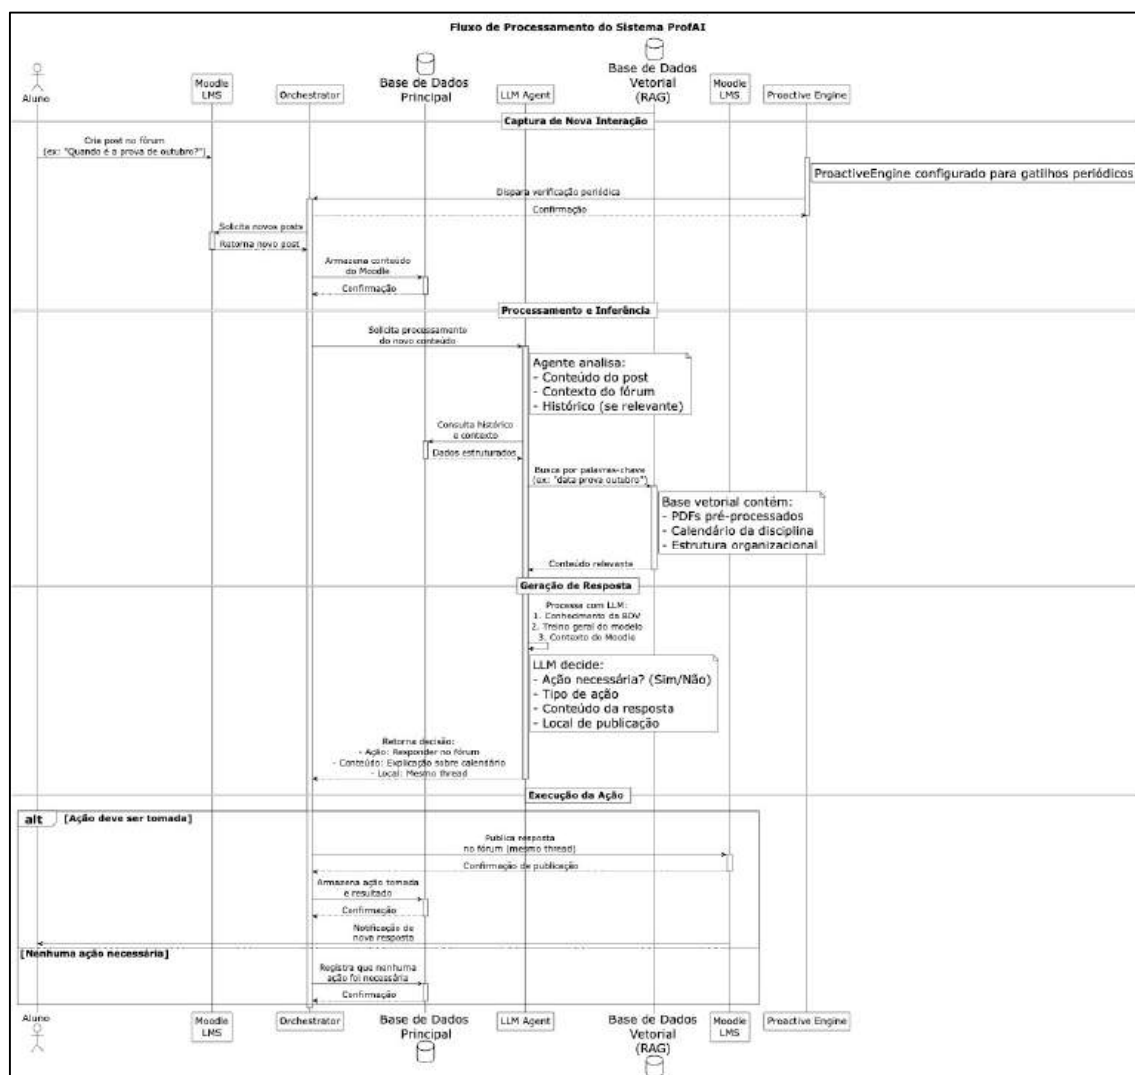 Fluxo de Processamento do Sistema ProfAI
Aluno
Moodle
LMS
Orchestrator
Base de Dados
Principal
LLM Agent
Base de Dados
Vetorial
(RAG)
Moodle
LMS
Proactive Engine
Captura de Nova Interação
Cria post no fórum
(ex: "Quando é a prova de outubro?")
ProactiveEngine configurado para gatilhos periódicos
Dispara verificação periódica
Confirmação
Solicita novos posts
Retorna novo post
Armazena conteúdo
do Moodle
Confirmação
Processamento e Inferência
Solicita processamento
do novo conteúdo
Agente analisa:
- Conteúdo do post
- Contexto do fórum
- Histórico (se relevante)
Consulta histórico
e contexto
Dados estruturados
Busca por palavras-chave
(ex: "data prova outubro")
Base vetorial contém:
- PDFs pré-processados
- Calendário da disciplina
- Estrutura organizacional
Conteúdo relevante
Geração de Resposta
Processa com LLM:
1. Conhecimento da BDV
2. Treino geral do modelo
3. Contexto do Moodle
LLM decide:
- Ação necessária? (Sim/Não)
- Tipo de ação
- Conteúdo da resposta
- Local de publicação
Retorna decisão:
- Ação: Responder no fórum
- Conteúdo: Explicação sobre calendário
- Local: Mesmo thread
Execução da Ação
alt [Ação deve ser tomada]
Publica resposta
no fórum (mesmo thread)
Confirmação de publicação
Armazena ação tomada
e resultado
Confirmação
Notificação de
nova resposta
[Nenhuma ação necessária]
Registra que nenhuma
ação foi necessária
Confirmação
Aluno
Moodle
LMS
Orchestrator
Base de Dados
Principal
LLM Agent
Base de Dados
Vetorial
(RAG)
Moodle
LMS
Proactive Engine